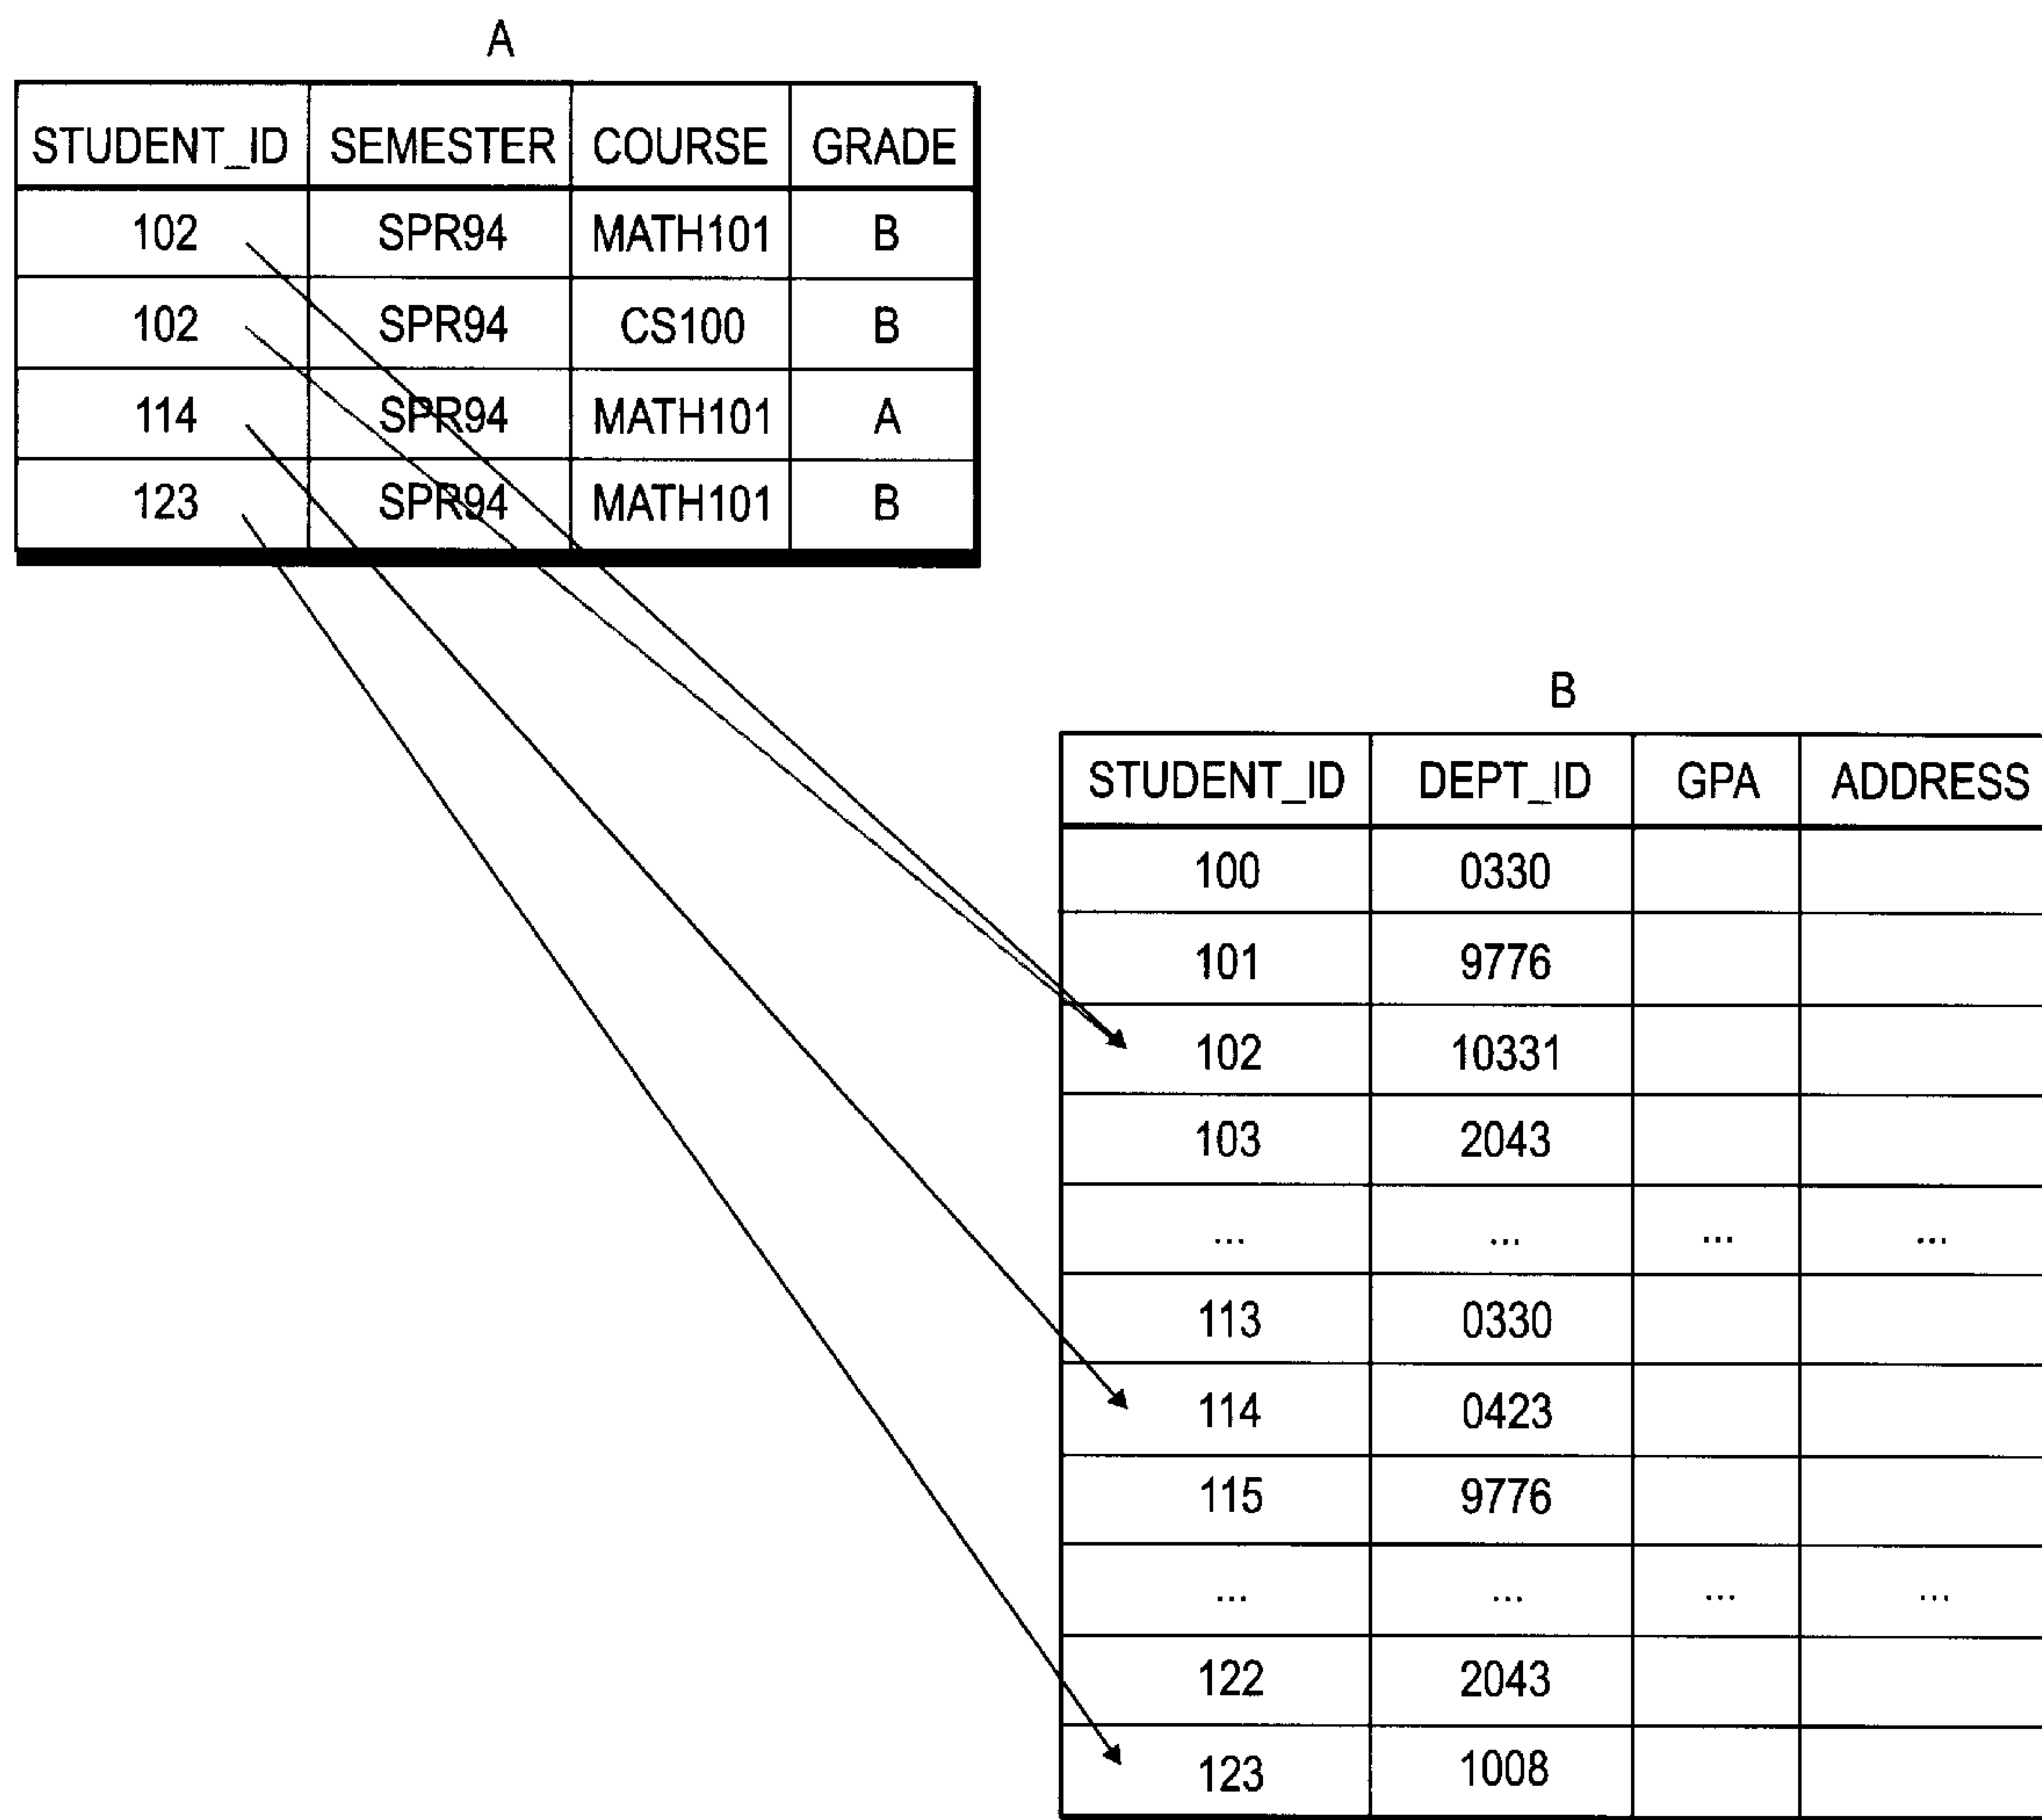 A
STUDENT_ID SEMESTER COURSE GRADE
102 SPR94 MATH101 B
102 SPR94 CS100 B
114 SPR94 MATH101 A
123 SPR94 MATH101 B
B
STUDENT_ID DEPT_ID GPA ADDRESS
100 0330
101 9776
102 10331
103 2043
... ... ... ...
113 0330
114 0423
115 9776
... ... ... ...
122 2043
123 1008